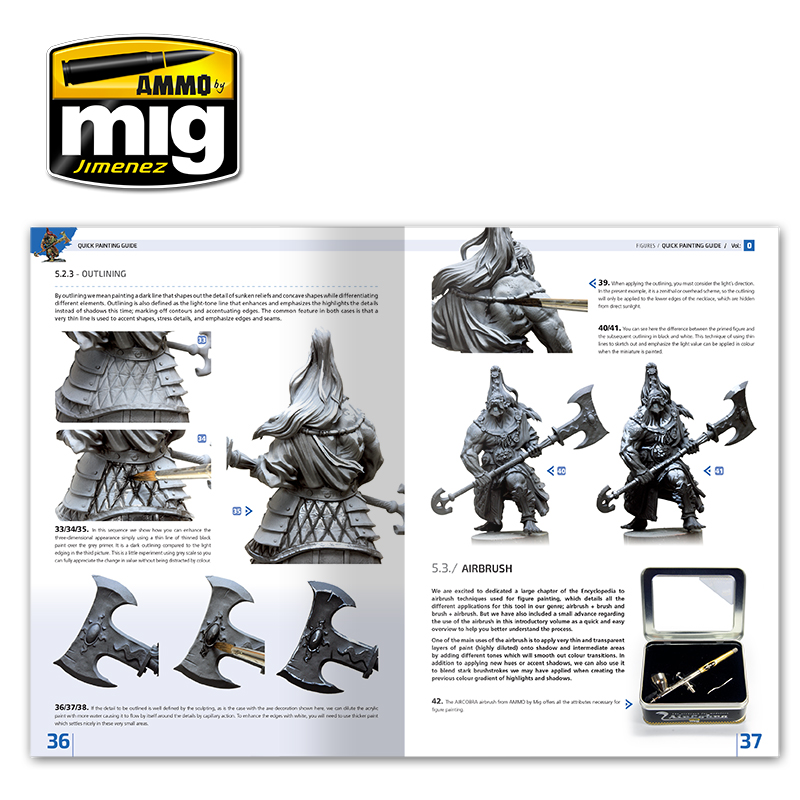 AMMO by
mig
Jimenez
QUICK PAINTING GUIDE
5.2.3 - OUTLINING
By outlining we mean painting a dark line that shapes out the detail of sunken reliefs and concave shapes while differentiating
different elements. Outlining is also defined as the light-tone line that enhances and emphasizes the highlights the details
instead of shadows this time; marking off contours and accentuating edges. The common feature in both cases is that a
very thin line is used to accent shapes, stress details, and emphasize edges and seams.
33
34
35
33/34/35. In this sequence we show how you can enhance the
three-dimensional appearance simply using a thin line of thinned black
paint over the grey primer. It is a dark outlining compared to the light
edging in the third picture. This is a little experiment using grey scale so you
can fully appreciate the change in value without being distracted by colour.
36/37/38. If the detail to be outlined is well defined by the sculpting, as is the case with the axe decoration shown here, we can dilute the acrylic
paint with more water causing it to flow by itself around the details by capillary action. To enhance the edges with white, you will need to use thicker paint
which settles nicely in these very small areas.
36
FIGURES / QUICK PAINTING GUIDE / Vol: 0
39. When applying the outlining, you must consider the light's direction.
In the present example, it is a zenithal or overhead scheme, so the outlining
will only be applied to the lower edges of the necklace, which are hidden
from direct sunlight.
40/41. You can see here the difference between the primed figure and
the subsequent outlining in black and white. This technique of using thin
lines to sketch out and emphasize the light value can be applied in colour
when the miniature is painted.
40
41
5.3./ AIRBRUSH
We are excited to dedicated a large chapter of the Encyclopedia to
airbrush techniques used for figure painting, which details all the
different applications for this tool in our genre; airbrush + brush and
brush + airbrush. But we have also included a small advance regarding
the use of the airbrush in this introductory volume as a quick and easy
overview to help you better understand the process.
One of the main uses of the airbrush is to apply very thin and transparent
layers of paint (highly diluted) onto shadow and intermediate areas
by adding different tones which will smooth out colour transitions. In
addition to applying new hues or accent shadows, we can also use it
to blend stark brushstrokes we may have applied when creating the
previous colour gradient of highlights and shadows.
42. The AIRCOBRA airbrush from AMMO by Mig offers all the attributes necessary for
figure painting.
AirCobra
37